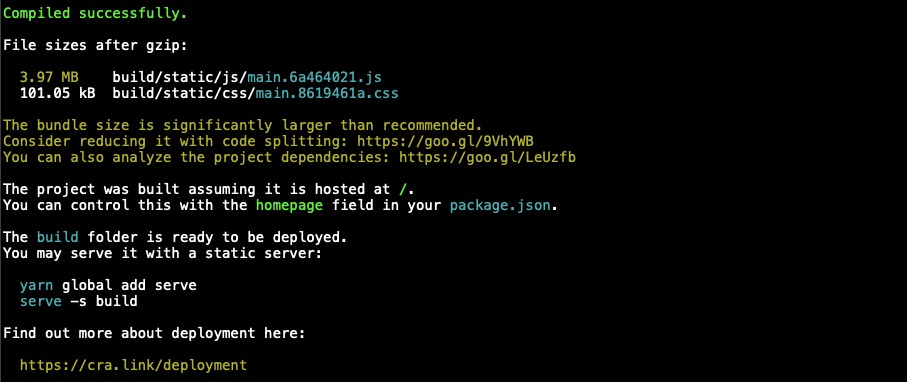 Compiled successfully.
File sizes after gzip:
3.97 MB build/static/js/main.6a464021.js
101.05 kB build/static/css/main.8619461a.css
The bundle size is significantly larger than recommended.
Consider reducing it with code splitting: https://goo.gl/9VhYWB
You can also analyze the project dependencies: https://goo.gl/LeUzfb
The project was built assuming it is hosted at /.
You can control this with the homepage field in your package.json.
The build folder is ready to be deployed.
You may serve it with a static server:
yarn global add serve
serve -s build
Find out more about deployment here:
https://cra.link/deployment